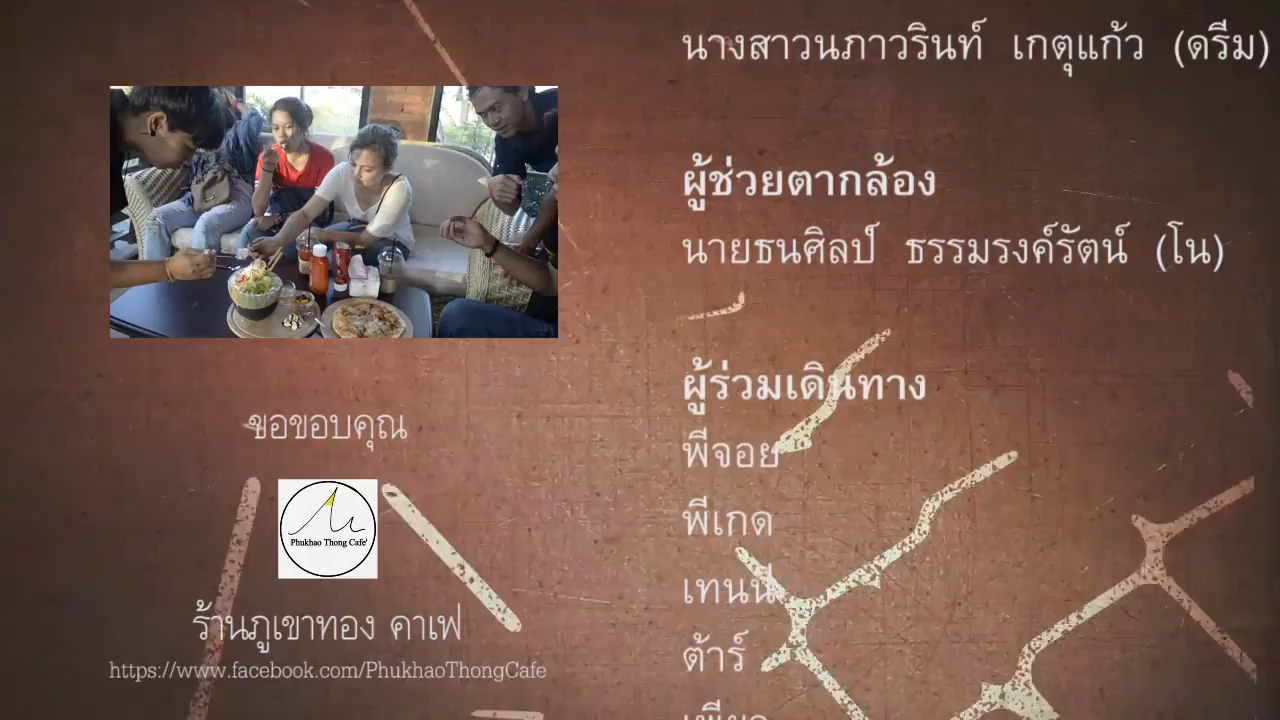 นางสาวนภาวรินท์ เกตุแก้ว (ดรีม)
ผู้ช่วยตากล้อง
นายธนศิลป์ ธรรมรงค์รัตน์ (โน)
ผู้ร่วมเดินทาง
พี่จอย
พี่เกด
เทนนี่
ต้าร์
ขอขอบคุณ
Phukhao Thong Cafe'
ร้านภูเขาทอง คาเฟ่
https://www.facebook.com/PhukhaoThongCafe